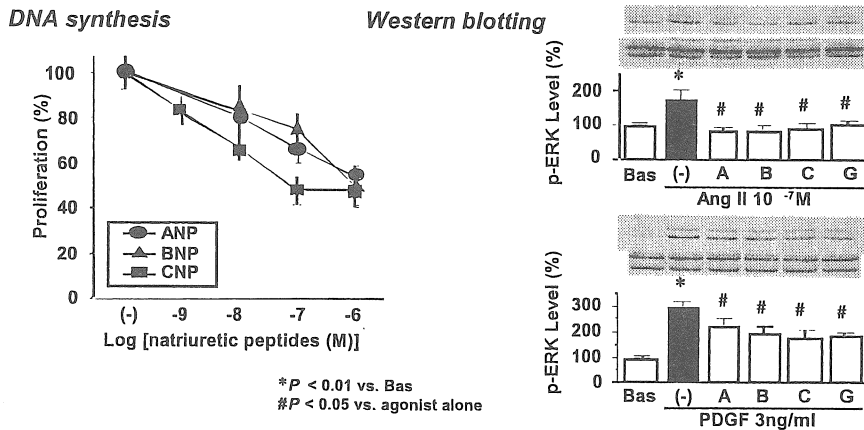 DNA synthesis
Western blotting
Proliferation (%)
100
80
60
40
20
0
ANP
BNP
CNP
(-) -9 -8 -7 -6
Log [natriuretic peptides (M)]
*P < 0.01 vs. Bas
#P < 0.05 vs. agonist alone
p-ERK Level (%)
200
100
0
* # # # #
Bas (-) A B C G
Ang II 10 -7M
p-ERK Level (%)
300
200
100
0
* # # # #
Bas (-) A B C G
PDGF 3ng/ml